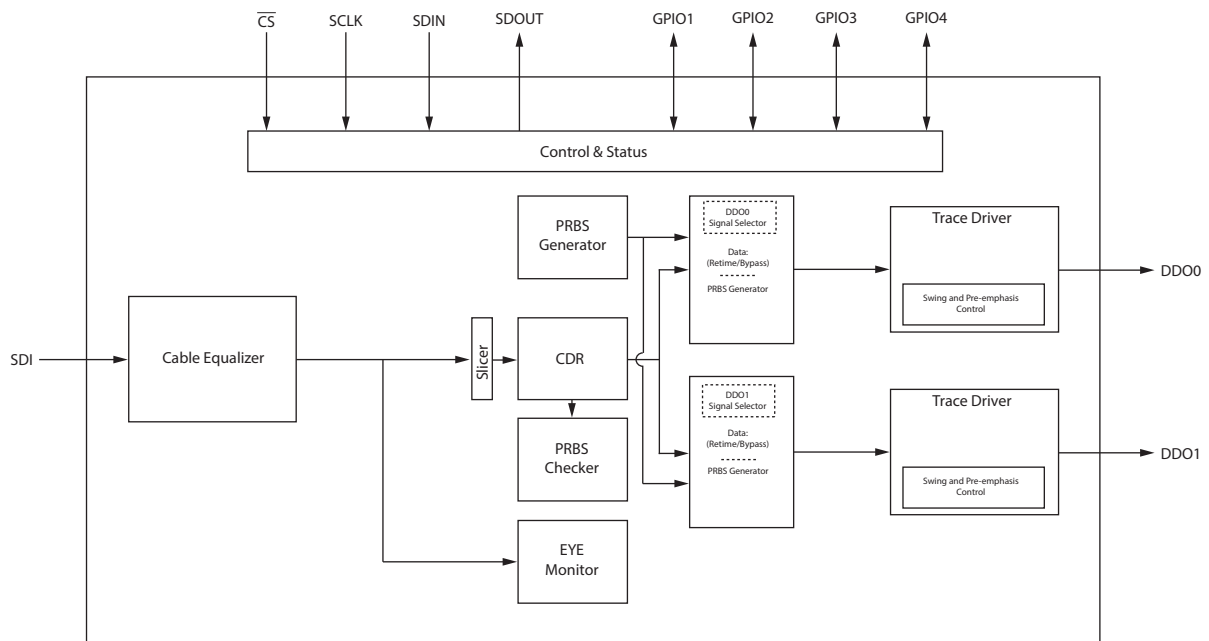 C̅S̅ SCLK SDIN SDOUT GPIO1 GPIO2 GPIO3 GPIO4
Control & Status
PRBS
Generator
DDO0
Signal Selector
Data:
(Retime/Bypass)
PRBS Generator
Trace Driver
Swing and Pre-emphasis
Control
DDO0
SDI
Cable Equalizer
Slicer
CDR
PRBS
Checker
EYE
Monitor
DDO1
Signal Selector
Data:
(Retime/Bypass)
PRBS Generator
Trace Driver
Swing and Pre-emphasis
Control
DDO1